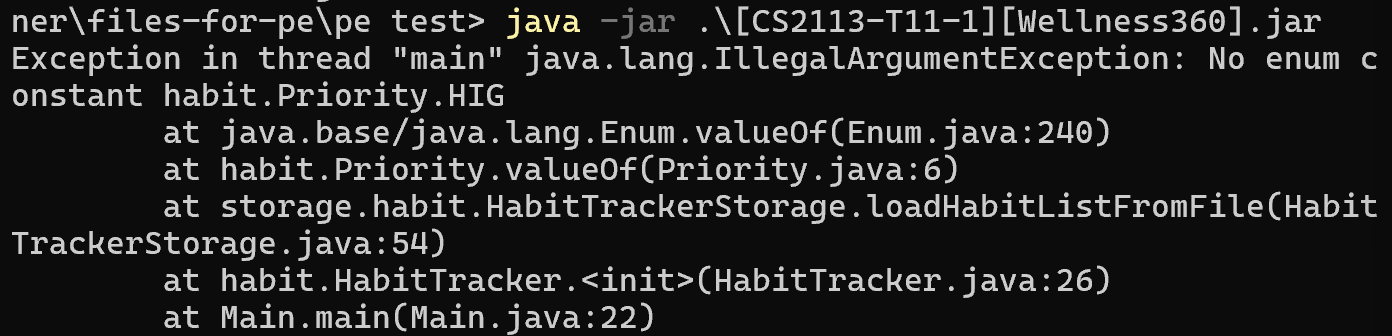 ner\files-for-pe\pe test> java -jar .\[CS2113-T11-1][Wellness360].jar
Exception in thread "main" java.lang.IllegalArgumentException: No enum c
onstant habit.Priority.HIG
        at java.base/java.lang.Enum.valueOf(Enum.java:240)
        at habit.Priority.valueOf(Priority.java:6)
        at storage.habit.HabitTrackerStorage.loadHabitListFromFile(Habit
TrackerStorage.java:54)
        at habit.HabitTracker.<init>(HabitTracker.java:26)
        at Main.main(Main.java:22)